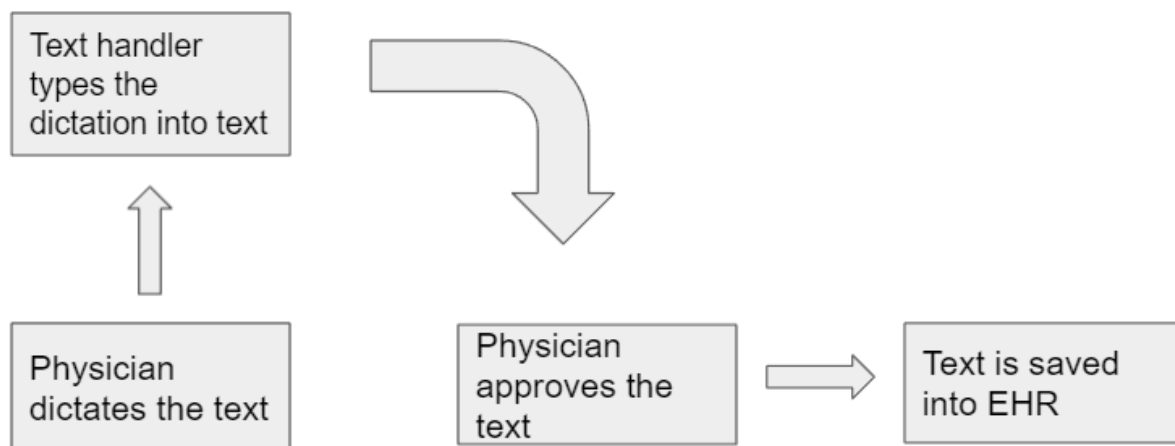 Text handler
types the
dictation into text
Physician
dictates the text
Physician
approves the
text
Text is saved
into EHR